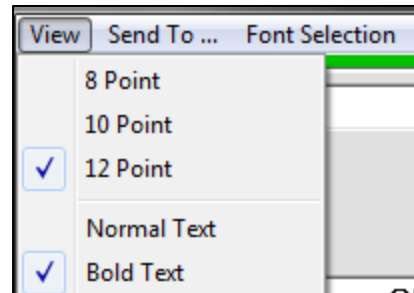 View Send To ... Font Selection
8 Point
10 Point
12 Point
Normal Text
Bold Text